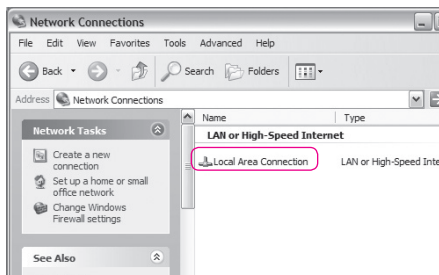 Network Connections
File Edit View Favorites Tools Advanced Help
Back Search Folders
Address Network Connections
Name Type
Network Tasks
LAN or High-Speed Internet
Create a new
connection
Local Area Connection LAN or High-Speed Inte
Set up a home or small
office network
Change Windows
Firewall settings
See Also